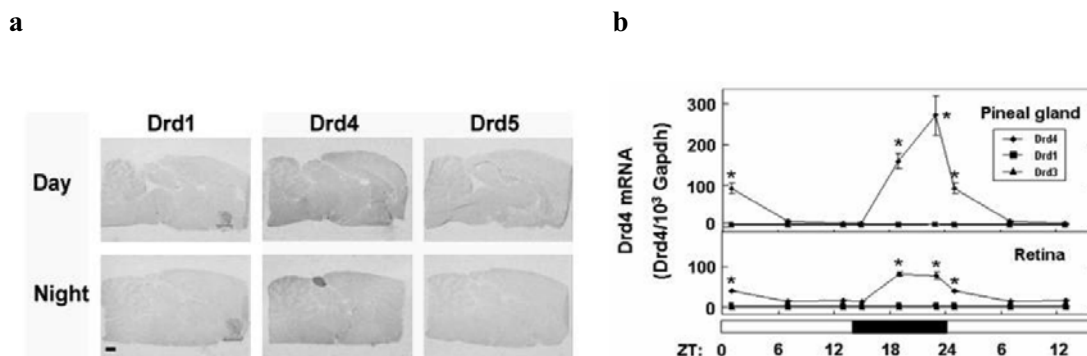 a
b
Drd1 Drd4 Drd5
Day
Night
Drd4 mRNA
(Drd4/10³ Gapdh)
300
200
100
0
Pineal gland
Drd4
Drd1
Drd3
* * * * *
100
0
Retina
* * * *
ZT: 0 6 12 18 24 6 12